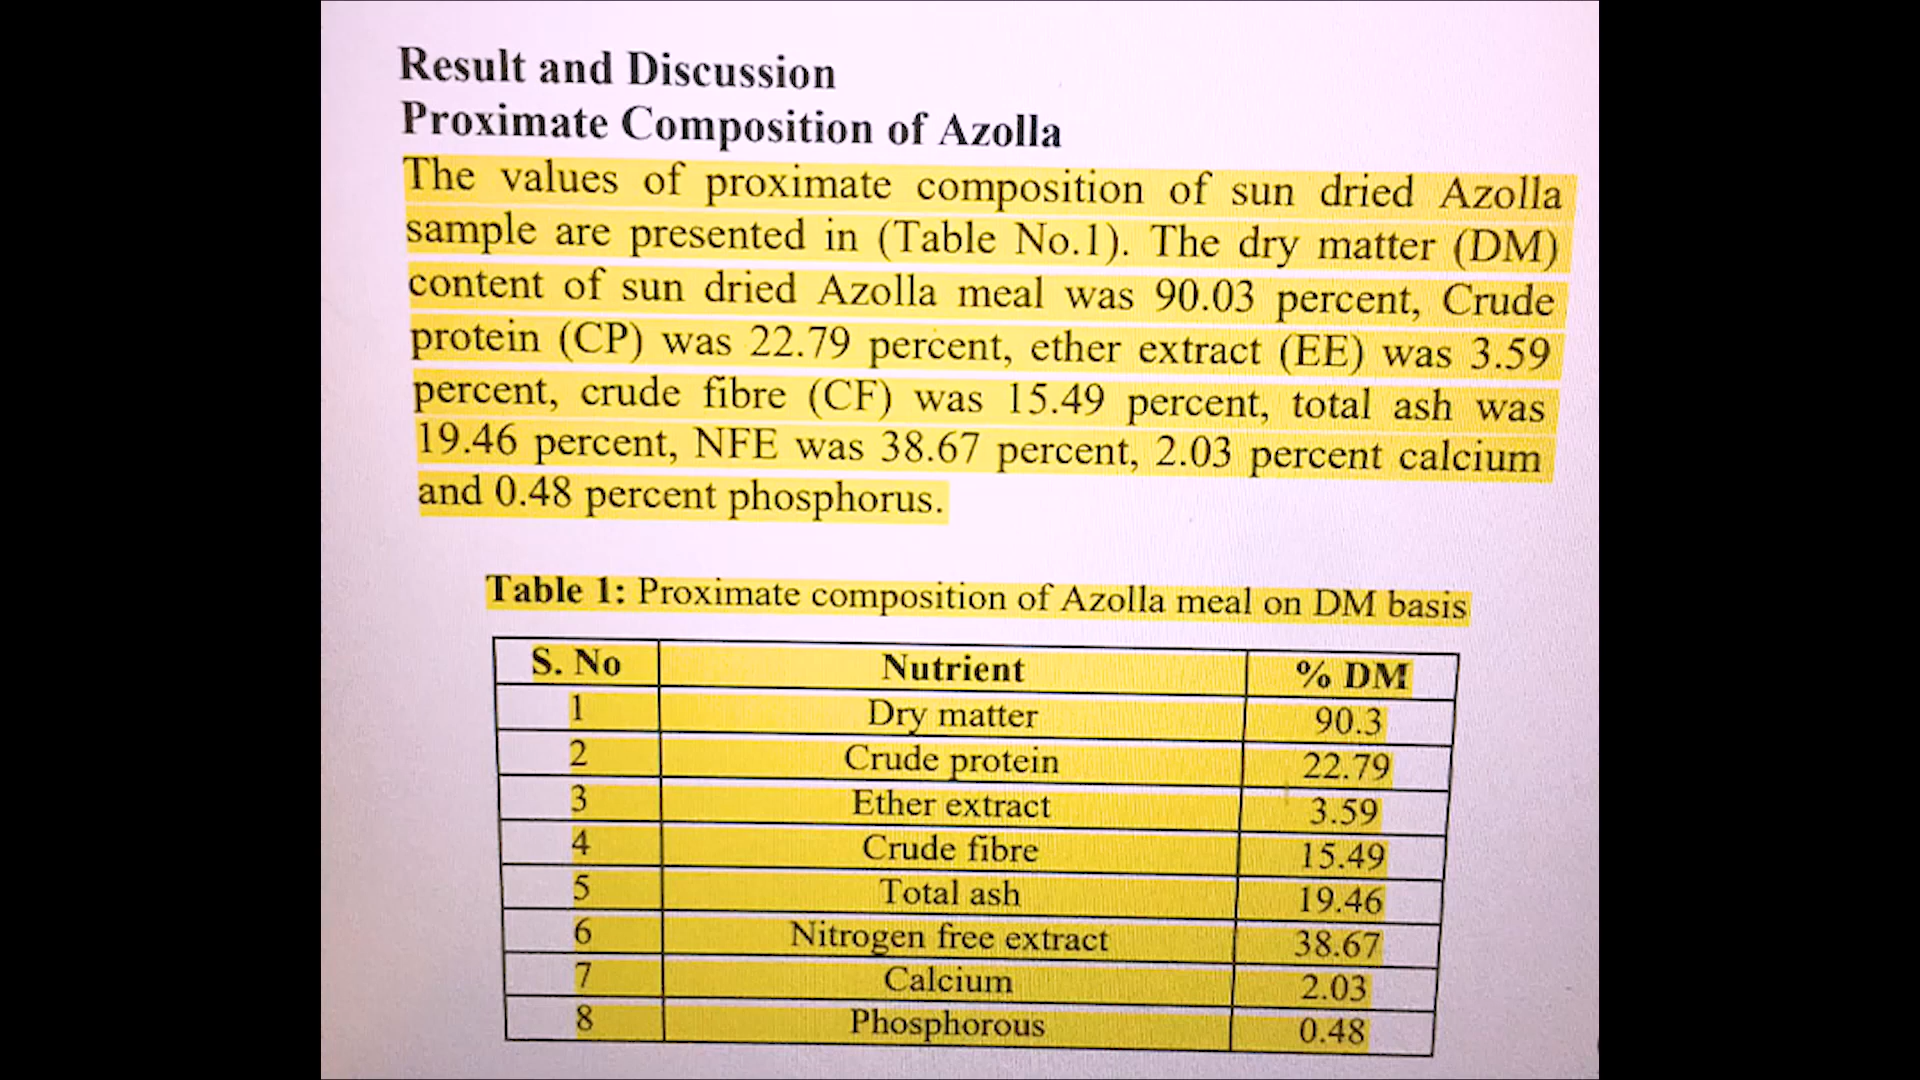 Result and Discussion
Proximate Composition of Azolla
The values of proximate composition of sun dried Azolla
sample are presented in (Table No.1). The dry matter (DM)
content of sun dried Azolla meal was 90.03 percent, Crude
protein (CP) was 22.79 percent, ether extract (EE) was 3.59
percent, crude fibre (CF) was 15.49 percent, total ash was
19.46 percent, NFE was 38.67 percent, 2.03 percent calcium
and 0.48 percent phosphorus.
Table 1: Proximate composition of Azolla meal on DM basis
S. No Nutrient % DM
1 Dry matter 90.3
2 Crude protein 22.79
3 Ether extract 3.59
4 Crude fibre 15.49
5 Total ash 19.46
6 Nitrogen free extract 38.67
7 Calcium 2.03
8 Phosphorous 0.48